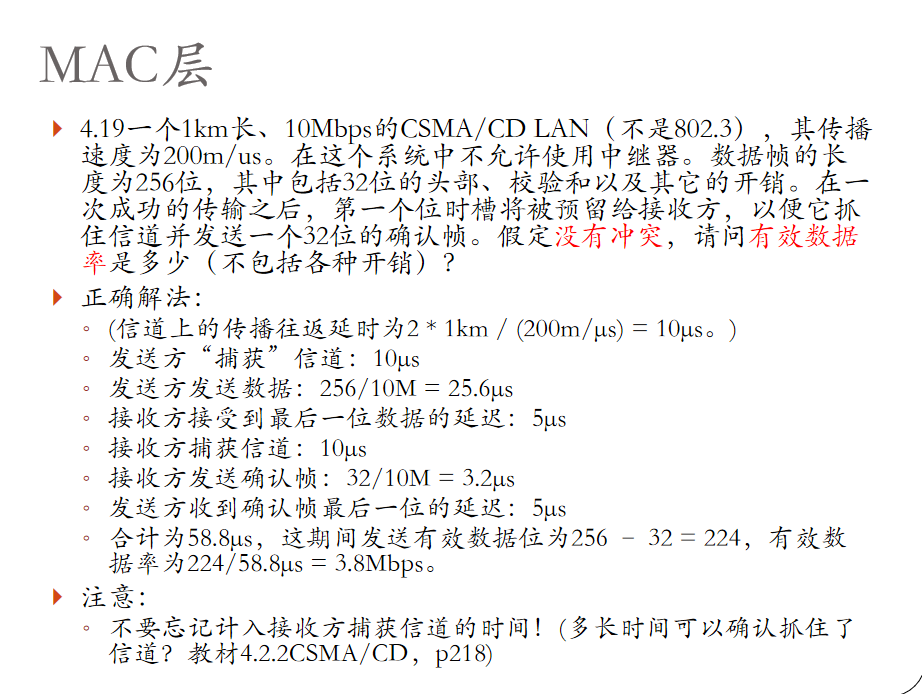 MAC层
4.19一个1km长、10Mbps的CSMA/CD LAN（不是802.3），其传播
速度为200m/us。在这个系统中不允许使用中继器。数据帧的长
度为256位，其中包括32位的头部、校验和以及其它的开销。在一
次成功的传输之后，第一个位时槽将被预留给接收方，以便它抓
住信道并发送一个32位的确认帧。假定没有冲突，请问有效数据
率是多少（不包括各种开销）？
正确解法：
(信道上的传播往返延时为2 * 1km / (200m/μs) = 10μs。)
发送方“捕获”信道：10μs
发送方发送数据：256/10M = 25.6μs
接收方接受到最后一位数据的延迟：5μs
接收方捕获信道：10μs
接收方发送确认帧：32/10M = 3.2μs
发送方收到确认帧最后一位的延迟：5μs
合计为58.8μs，这期间发送有效数据位为256 – 32 = 224，有效数
据率为224/58.8μs = 3.8Mbps。
注意：
不要忘记计入接收方捕获信道的时间！(多长时间可以确认抓住了
信道？教材4.2.2CSMA/CD，p218)